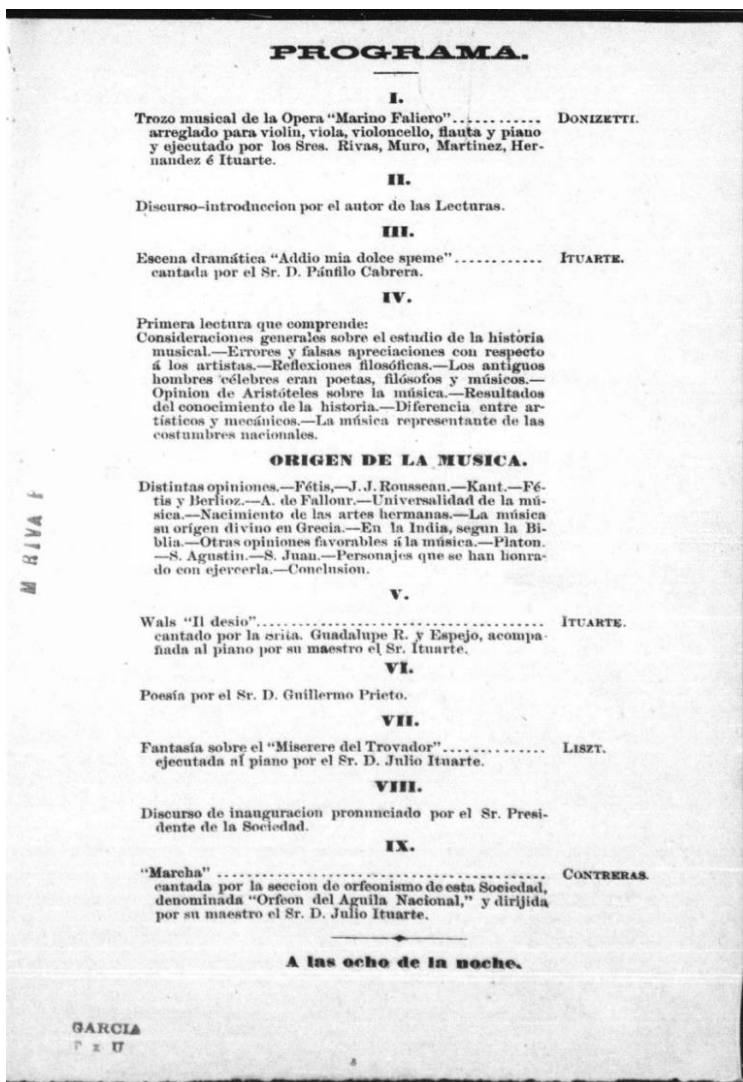 PROGRAMA.
I.
Trozo musical de la Opera “Marino Faliero”............ DONIZETTI.
arreglado para violin, viola, violoncello, flauta y piano
y ejecutado por los Sres. Rivas, Muro, Martinez, Her-
nandez é Ituarte.
II.
Discurso-introduccion por el autor de las Lecturas.
III.
Escena dramática “Addio mia dolce speme”............ ITUARTE.
cantada por el Sr. D. Pánfilo Cabrera.
IV.
Primera lectura que comprende:
Consideraciones generales sobre el estudio de la historia
musical.—Errores y falsas apreciaciones con respecto
á los artistas.—Reflexiones filosóficas.—Los antiguos
hombres célebres eran poetas, filósofos y músicos.—
Opinion de Aristóteles sobre la música.—Resultados
del conocimiento de la historia.—Diferencia entre ar-
tísticos y mecánicos.—La música representante de las
costumbres nacionales.
ORIGEN DE LA MUSICA.
Distintas opiniones.—Fétis,—J. J. Rousseau.—Kant.—Fé-
tis y Berlioz.—A. de Fallour.—Universalidad de la mú-
sica.—Nacimiento de las artes hermanas.—La música
su orígen divino en Grecia.—En la India, segun la Bi-
blia.—Otras opiniones favorables á la música.—Platon.
—S. Agustin.—S. Juan.—Personajes que se han honra-
do con ejercerla.—Conclusion.
V.
Wals “Il desio”...................................... ITUARTE.
cantado por la srita. Guadalupe R. y Espejo, acompa-
ñada al piano por su maestro el Sr. Ituarte.
VI.
Poesía por el Sr. D. Guillermo Prieto.
VII.
Fantasía sobre el “Miserere del Trovador”.............. LISZT.
ejecutada al piano por el Sr. D. Julio Ituarte.
VIII.
Discurso de inauguracion pronunciado por el Sr. Presi-
dente de la Sociedad.
IX.
“Marcha” ........................................... CONTRERAS.
cantada por la seccion de orfeonismo de esta Sociedad,
denominada “Orfeon del Aguila Nacional,” y dirijida
por su maestro el Sr. D. Julio Ituarte.
A las ocho de la noche.
M RIVA
GARCIA